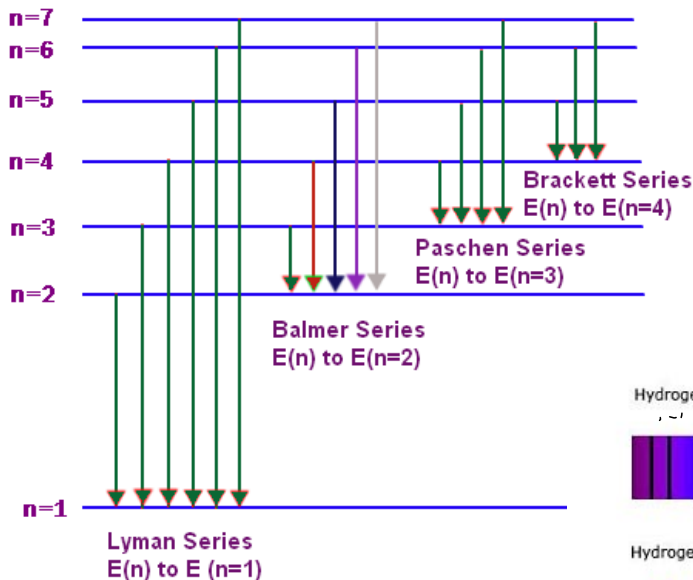 n=7
n=6
n=5
n=4
Brackett Series
E(n) to E(n=4)
n=3
Paschen Series
E(n) to E(n=3)
n=2
Balmer Series
E(n) to E(n=2)
n=1
Lyman Series
E(n) to E (n=1)